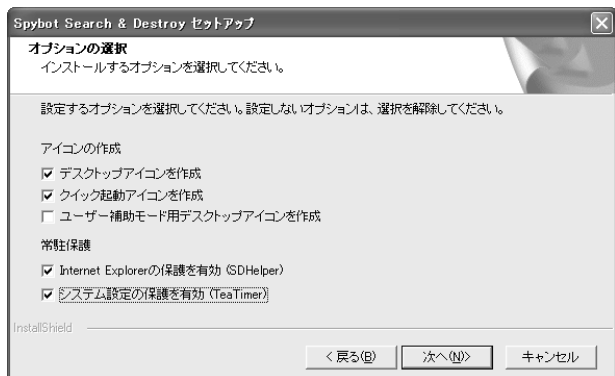 Spybot Search & Destroy セットアップ
オプションの選択
インストールするオプションを選択してください。
設定するオプションを選択してください。設定しないオプションは、選択を解除してください。
アイコンの作成
デスクトップアイコンを作成
クイック起動アイコンを作成
ユーザー補助モード用デスクトップアイコンを作成
常駐保護
Internet Explorerの保護を有効 (SDHelper)
システム設定の保護を有効 (TeaTimer)
InstallShield
< 戻る(B) 次へ(N)> キャンセル